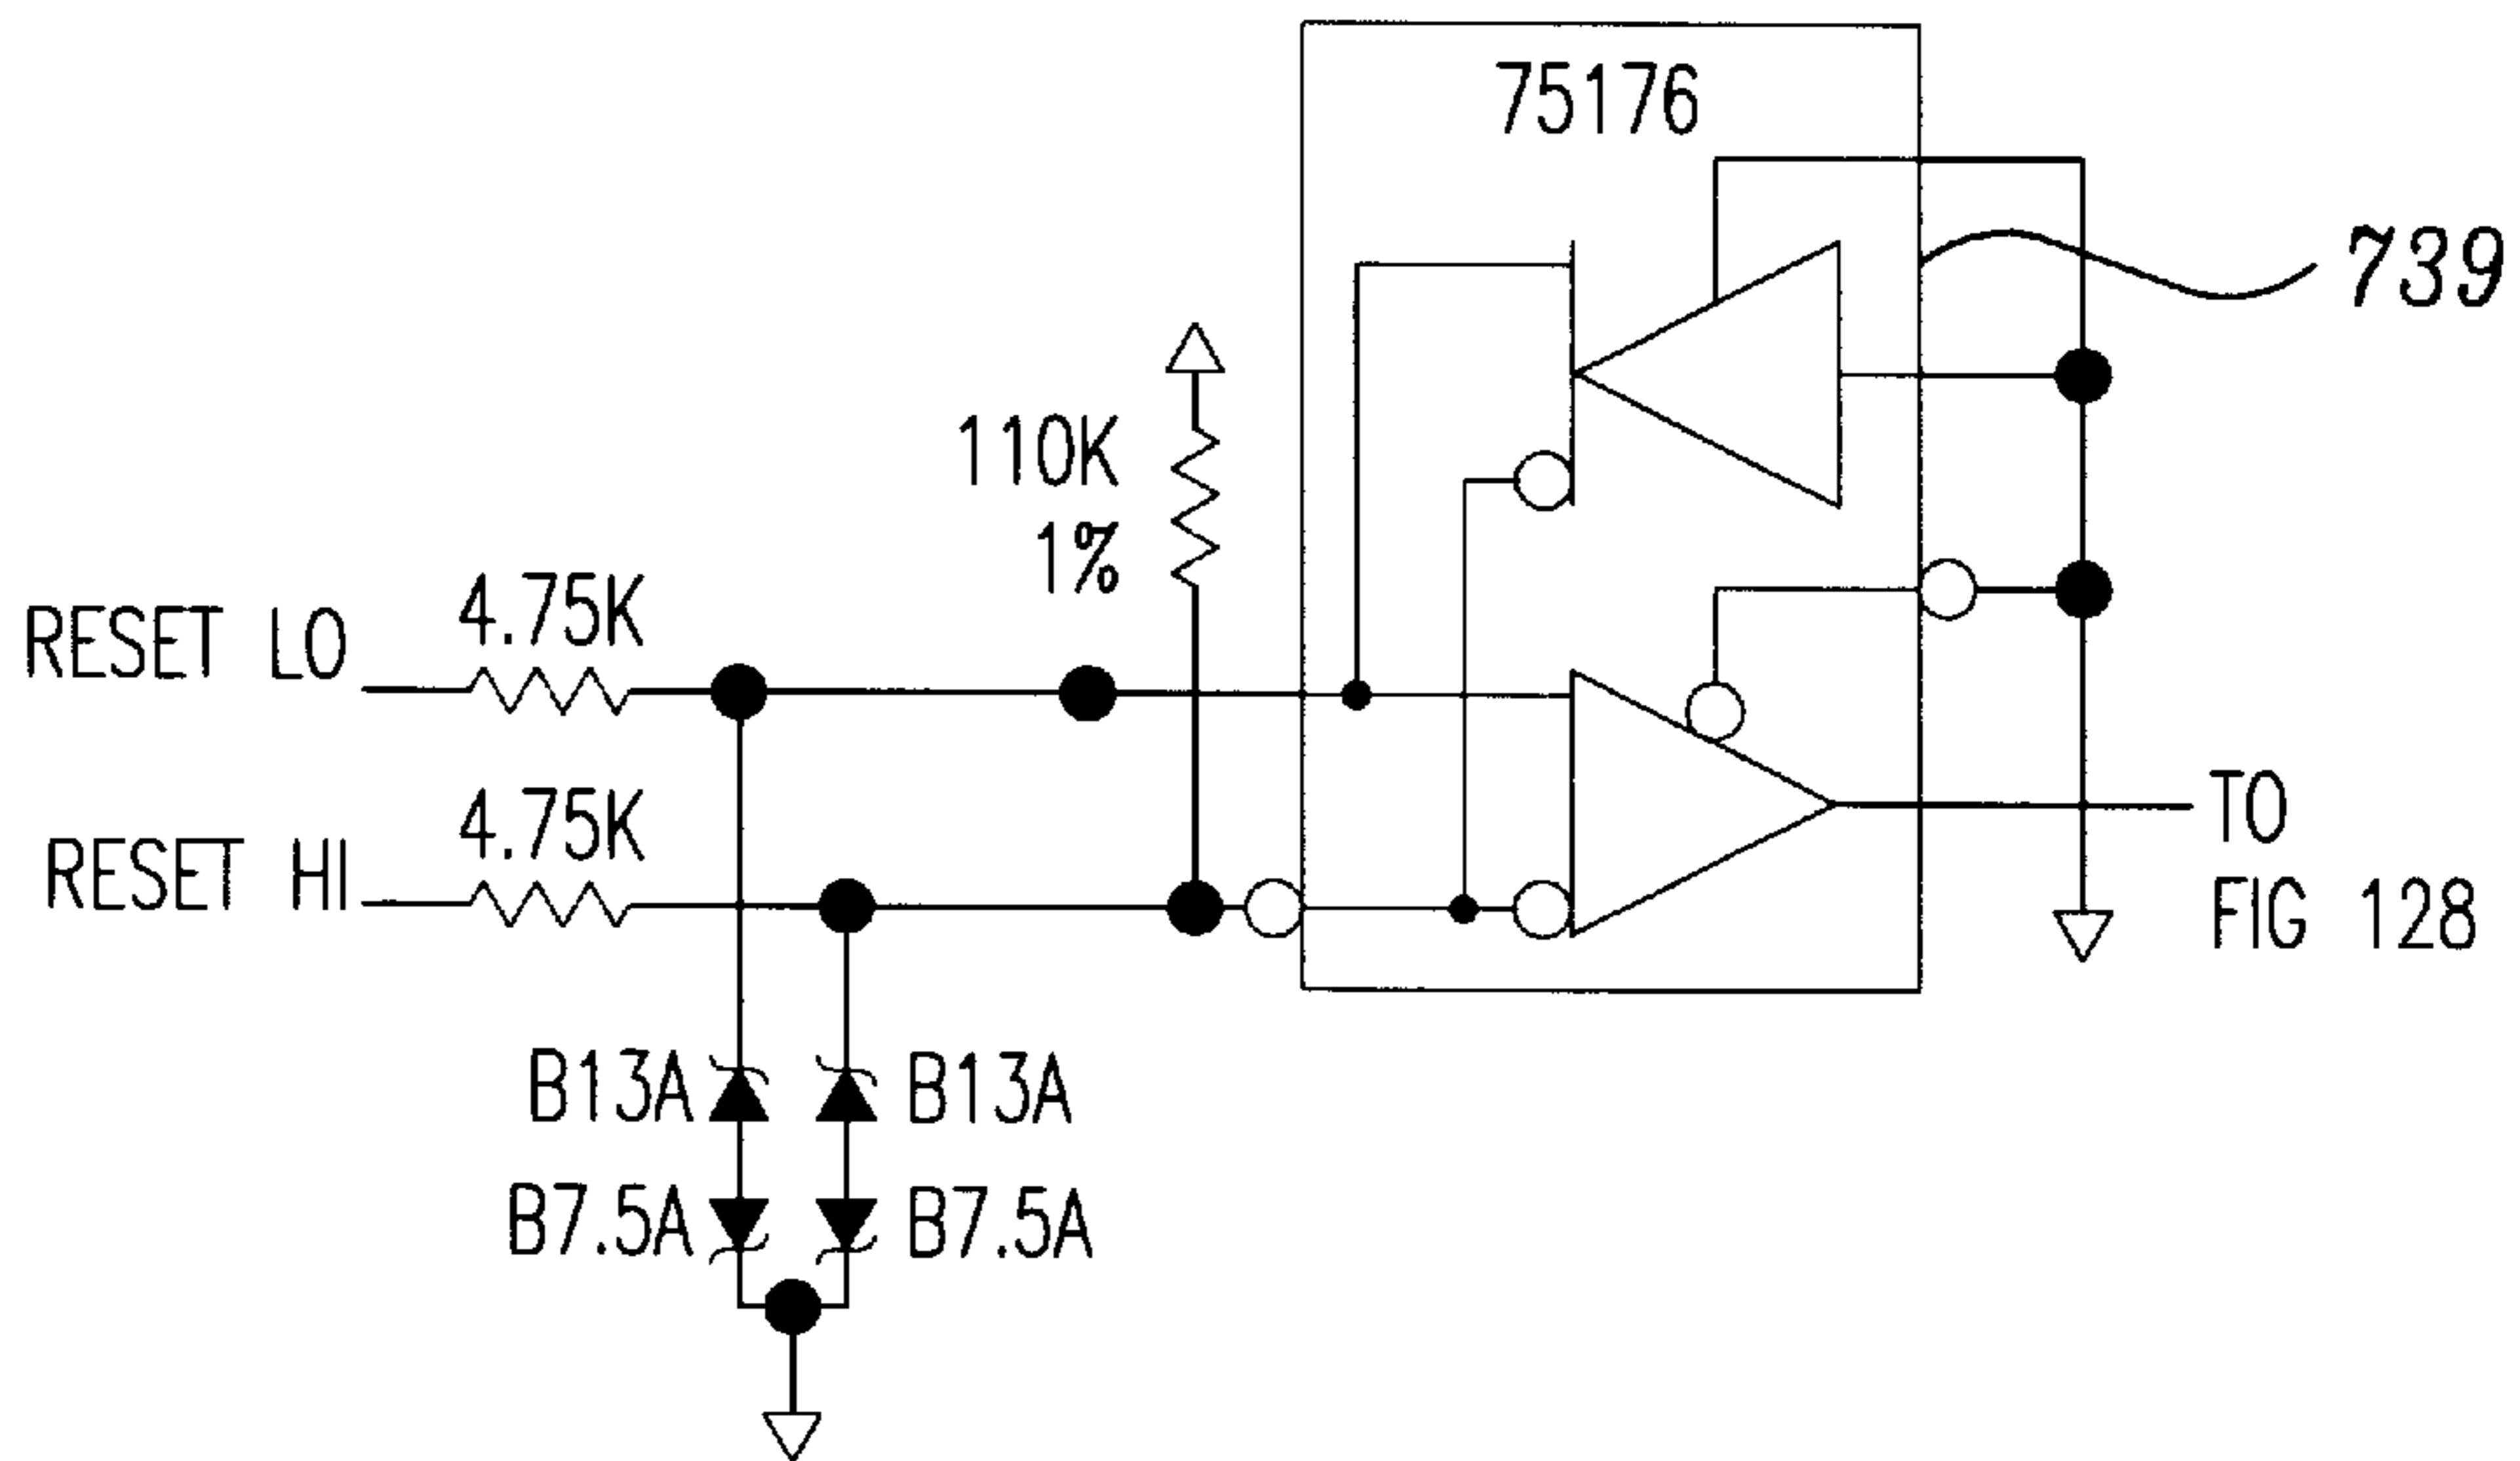 75176
739
110K
1%
4.75K
RESET LO
4.75K
RESET HI
TO
FIG 128
B13A
B13A
B7.5A
B7.5A